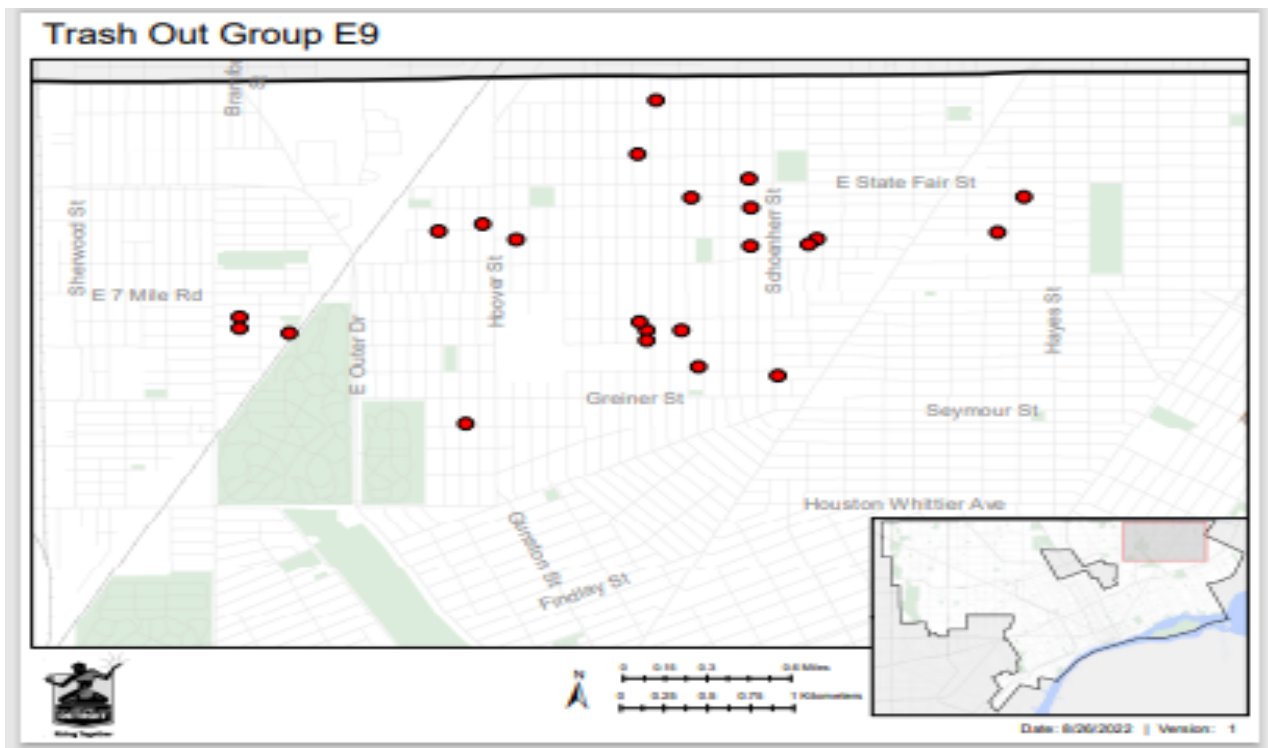 Trash Out Group E9
E State Fair St
Sherwood St
Schoenherr St
Hoover St
E 7 Mile Rd
Hayes St
E Outer Dr
Greiner St
Seymour St
Houston Whittier Ave
Gunston St
Findlay St
N
0 0.15 0.3 0.6 Miles
0 0.25 0.5 0.75 1 Kilometers
DETROIT
Date: 8/26/2022 | Version: 1